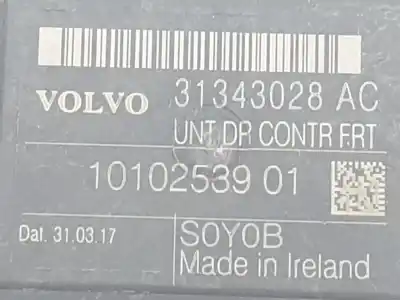 VOLVO 31343028 AC
UNT DR CONTR FRT
10102539 01
Dat. 31.03.17
S0Y0B
Made in Ireland